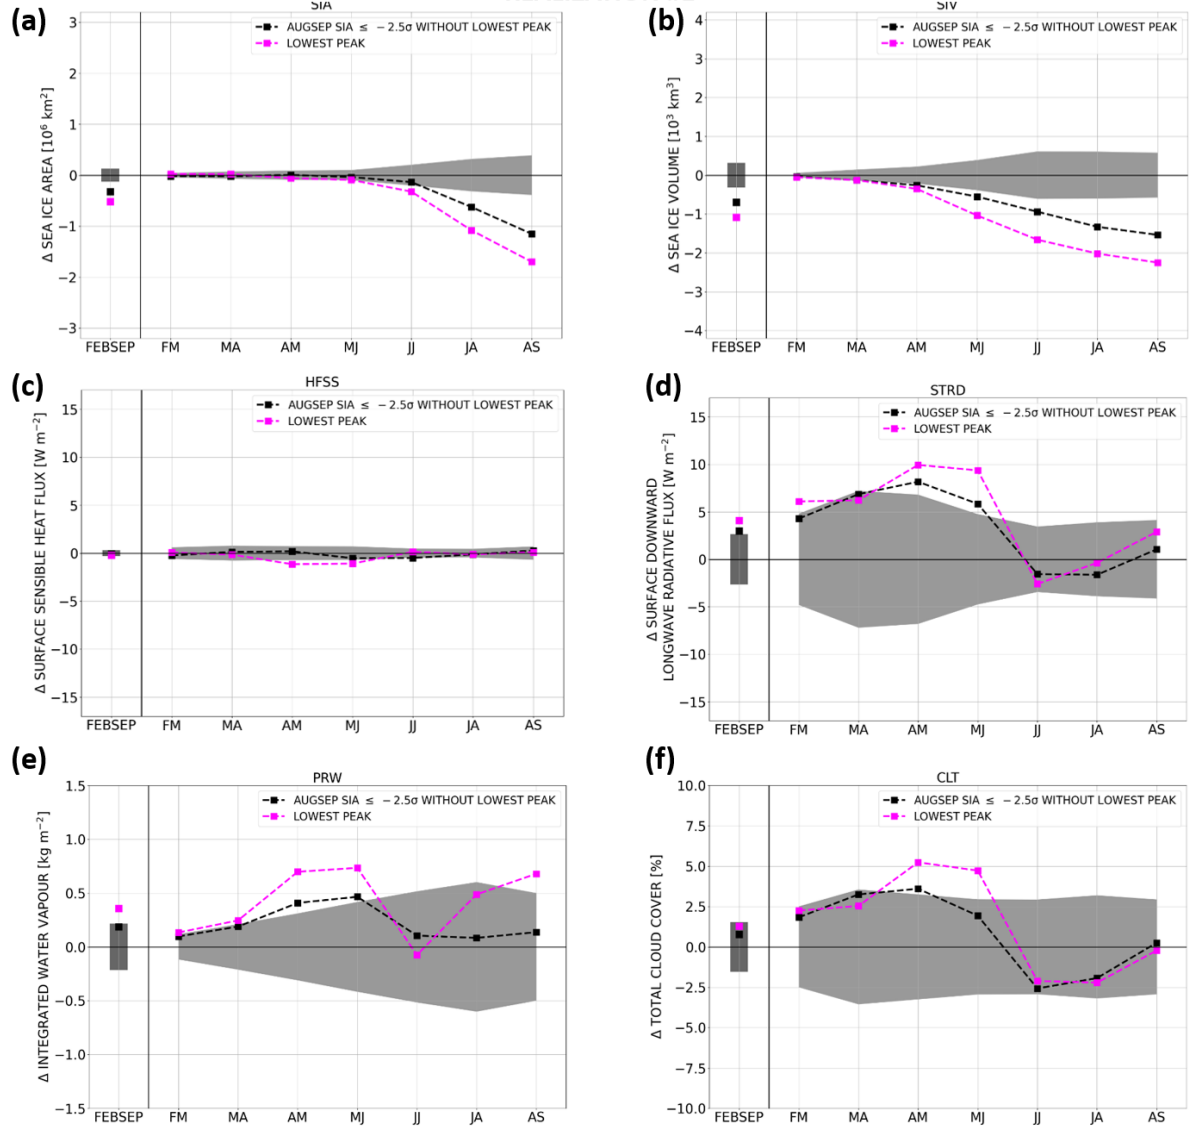 (a)
SIA
3
2
1
0
−1
−2
−3
Δ SEA ICE AREA [10⁶ km²]
AUGSEP SIA ≤ −2.5σ WITHOUT LOWEST PEAK
LOWEST PEAK
FEBSEP FM MA AM MJ JJ JA AS
(b)
SIV
4
3
2
1
0
−1
−2
−3
−4
Δ SEA ICE VOLUME [10³ km³]
AUGSEP SIA ≤ −2.5σ WITHOUT LOWEST PEAK
LOWEST PEAK
FEBSEP FM MA AM MJ JJ JA AS
(c)
HFSS
15
10
5
0
−5
−10
−15
Δ SURFACE SENSIBLE HEAT FLUX [W m⁻²]
AUGSEP SIA ≤ −2.5σ WITHOUT LOWEST PEAK
LOWEST PEAK
FEBSEP FM MA AM MJ JJ JA AS
(d)
STRD
15
10
5
0
−5
−10
−15
Δ SURFACE DOWNWARD
LONGWAVE RADIATIVE FLUX [W m⁻²]
AUGSEP SIA ≤ −2.5σ WITHOUT LOWEST PEAK
LOWEST PEAK
FEBSEP FM MA AM MJ JJ JA AS
(e)
PRW
1.5
1.0
0.5
0.0
−0.5
−1.0
−1.5
Δ INTEGRATED WATER VAPOUR [kg m⁻²]
AUGSEP SIA ≤ −2.5σ WITHOUT LOWEST PEAK
LOWEST PEAK
FEBSEP FM MA AM MJ JJ JA AS
(f)
CLT
10.0
7.5
5.0
2.5
0.0
−2.5
−5.0
−7.5
−10.0
Δ TOTAL CLOUD COVER [%]
AUGSEP SIA ≤ −2.5σ WITHOUT LOWEST PEAK
LOWEST PEAK
FEBSEP FM MA AM MJ JJ JA AS